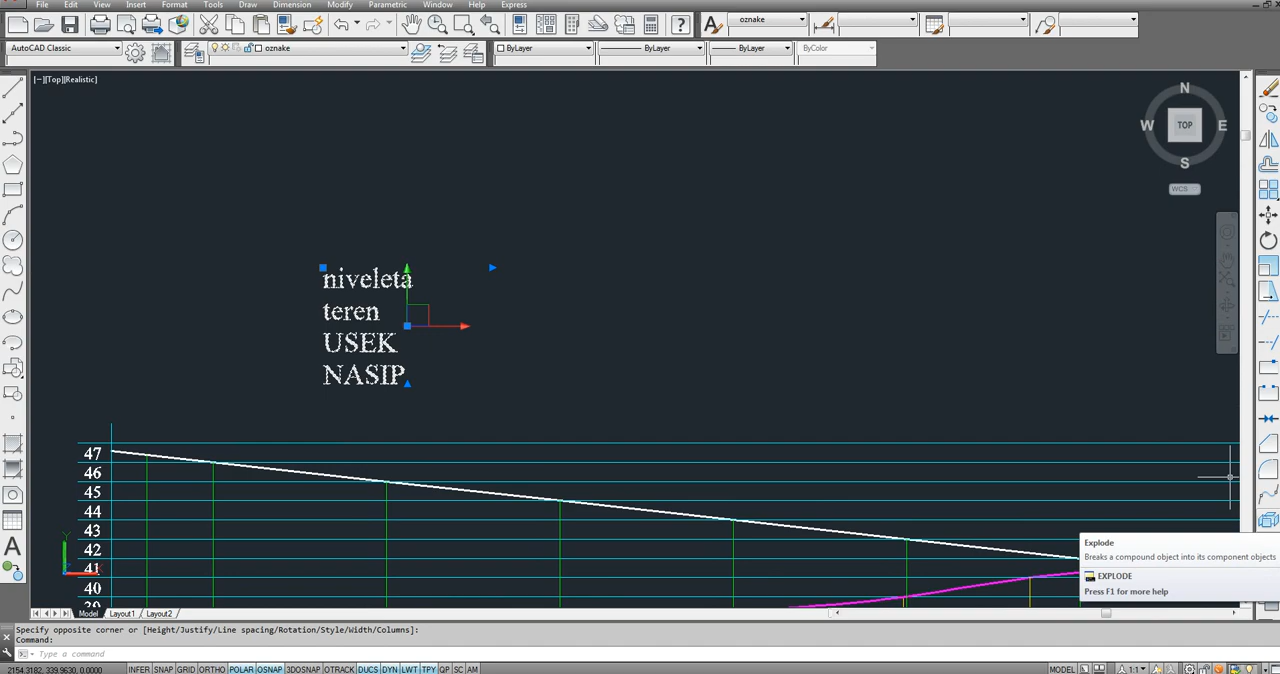 File Edit View Insert Format Tools Draw Dimension Modify Parametric Window Help Express
oznake
AutoCAD Classic
oznake
ByLayer
ByLayer
ByLayer
ByColor
[−][Top][Realistic]
N
W TOP E
S
WCS
niveleta
teren
USEK
NASIP
47
46
45
44
43
42
41
40
39
Y
X
Explode
Breaks a compound object into its component objects
EXPLODE
Press F1 for more help
A
Model Layout1 Layout2
Specify opposite corner or [Height/Justify/Line spacing/Rotation/Style/Width/Columns]:
Command:
Type a command
2154.3182, 339.9630, 0.0000 INFER SNAP GRID ORTHO POLAR OSNAP 3DOSNAP OTRACK DUCS DYN LWT TPY QP SC AM MODEL 1:1